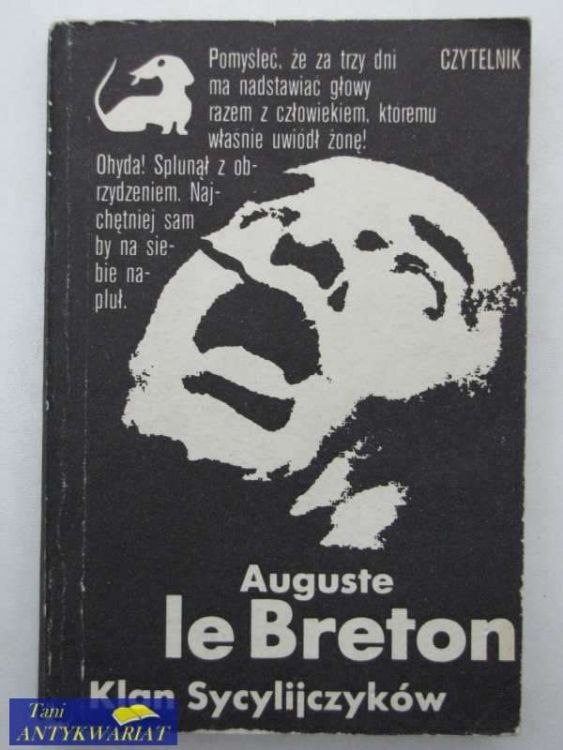 Pomyśleć, że za trzy dni
CZYTELNIK
ma nadstawiać głowy
razem z człowiekiem, któremu
właśnie uwiódł żonę!
Ohyda! Splunął z ob-
rzydzeniem. Naj-
chętniej sam
by na sie-
bie na-
pluł.
Auguste
le Breton
Klan Sycylijczyków
Tani
ANTYKWARIAT